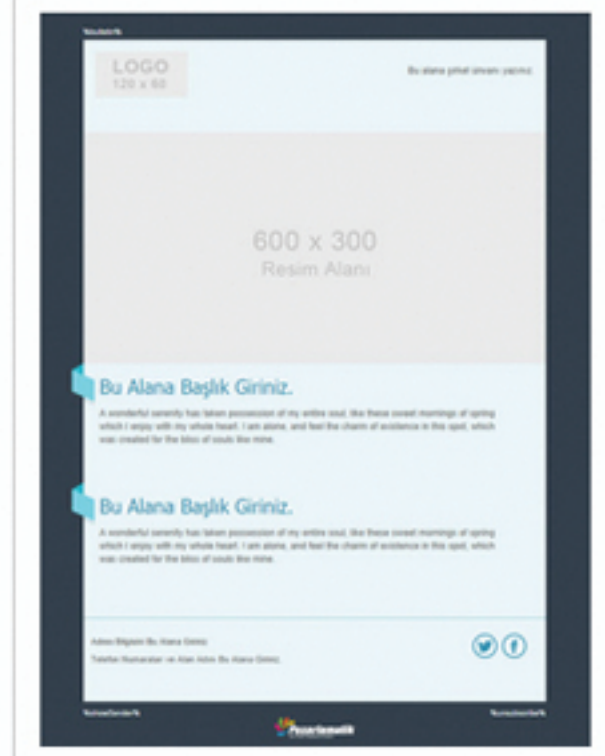 LOGO
120 x 60
Bu alana şirket ünvanı yazınız.
600 x 300
Resim Alanı
Bu Alana Başlık Giriniz.
A wonderful serenity has taken possession of my entire soul, like these sweet mornings of spring
which I enjoy with my whole heart. I am alone, and feel the charm of existence in this spot, which
was created for the bliss of souls like mine.
Bu Alana Başlık Giriniz.
A wonderful serenity has taken possession of my entire soul, like these sweet mornings of spring
which I enjoy with my whole heart. I am alone, and feel the charm of existence in this spot, which
was created for the bliss of souls like mine.
Adres Bilgisini Bu Alana Giriniz
Telefon Numaraları ve Alan Adını Bu Alana Giriniz.
Pazarlamatik